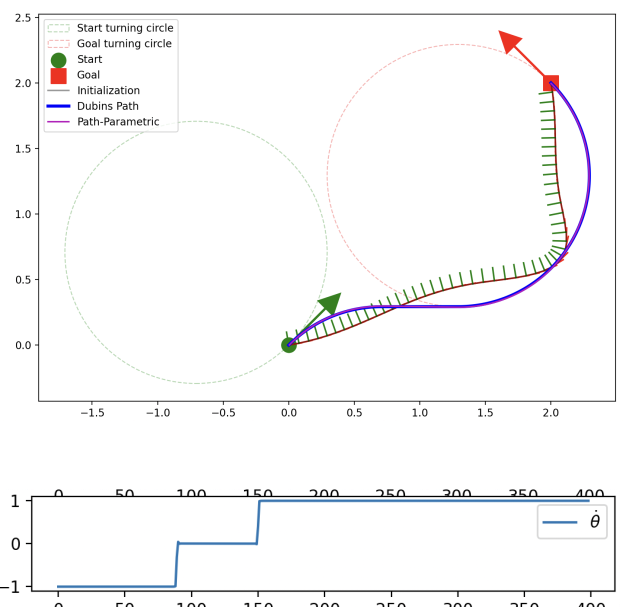 2.5
2.0
1.5
1.0
0.5
0.0
Start turning circle
Goal turning circle
Start
Goal
Initialization
Dubins Path
Path-Parametric
−1.5 −1.0 −0.5 0.0 0.5 1.0 1.5 2.0
0 50 100 150 200 250 300 350 400
1
0
−1
θ̇
0 50 100 150 200 250 300 350 400